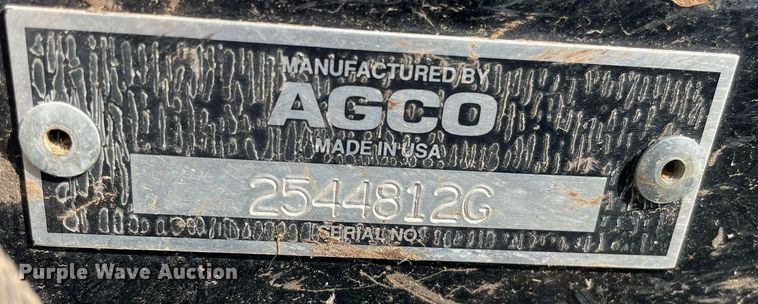 MANUFACTURED BY
AGCO
MADE IN USA
2544812G
SERIAL NO.
Purple Wave Auction